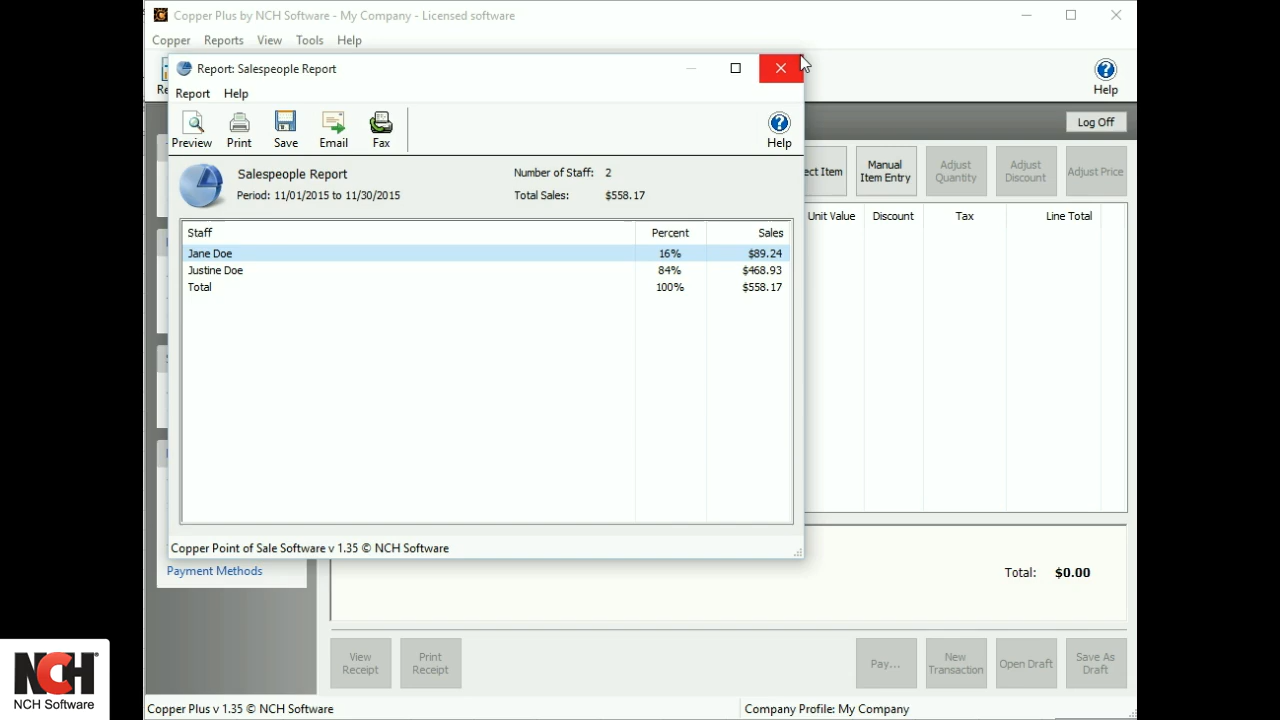 Copper Plus by NCH Software - My Company - Licensed software
Copper Reports View Tools Help
Report: Salespeople Report
Report Help
Help
Preview Print Save Email Fax Help
Log Off
Salespeople Report
Number of Staff: 2
Period: 11/01/2015 to 11/30/2015
Total Sales: $558.17
Manual Item Entry
Adjust Quantity
Adjust Discount
Adjust Price
Item
Unit Value Discount Tax Line Total
Staff Percent Sales
Jane Doe 16% $89.24
Justine Doe 84% $468.93
Total 100% $558.17
Copper Point of Sale Software v 1.35 © NCH Software
Payment Methods
Total: $0.00
View Receipt
Print Receipt
Pay...
New Transaction
Open Draft
Save As Draft
NCH®
NCH Software
Copper Plus v 1.35 © NCH Software
Company Profile: My Company